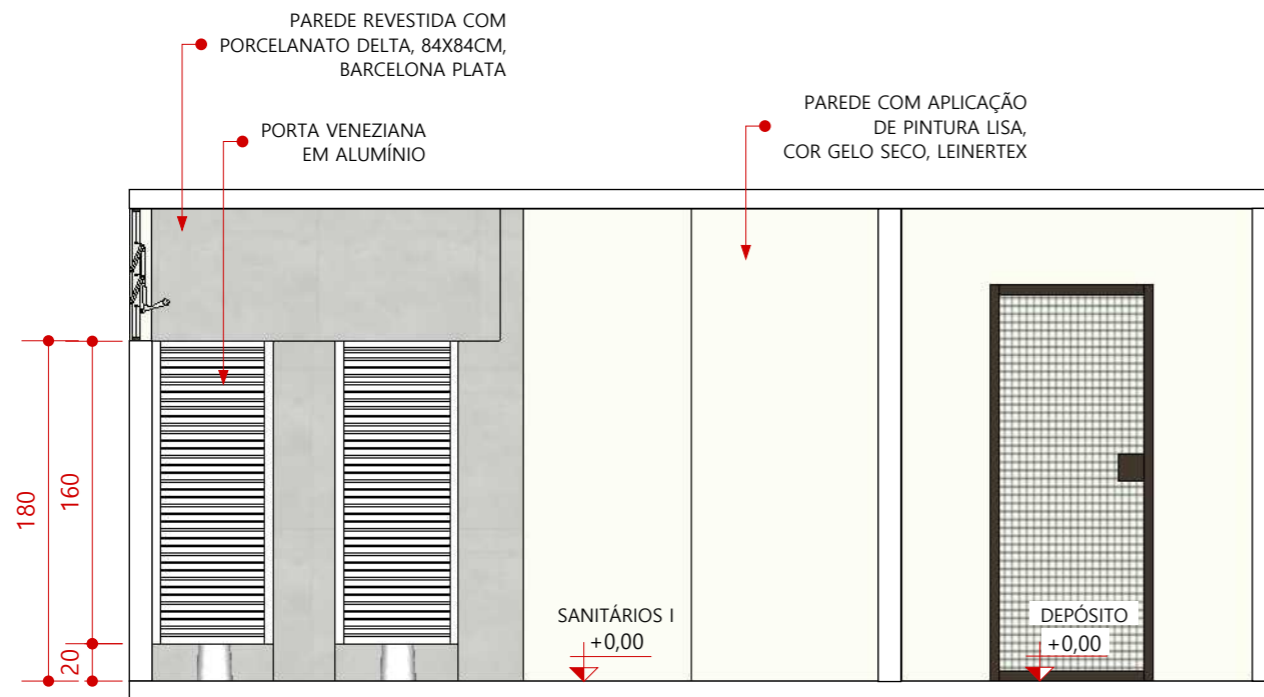 PAREDE REVESTIDA COM
PORCELANATO DELTA, 84X84CM,
BARCELONA PLATA
PORTA VENEZIANA
EM ALUMÍNIO
PAREDE COM APLICAÇÃO
DE PINTURA LISA,
COR GELO SECO, LEINERTEX
180
160
20
SANITÁRIOS I
+0,00
DEPÓSITO
+0,00